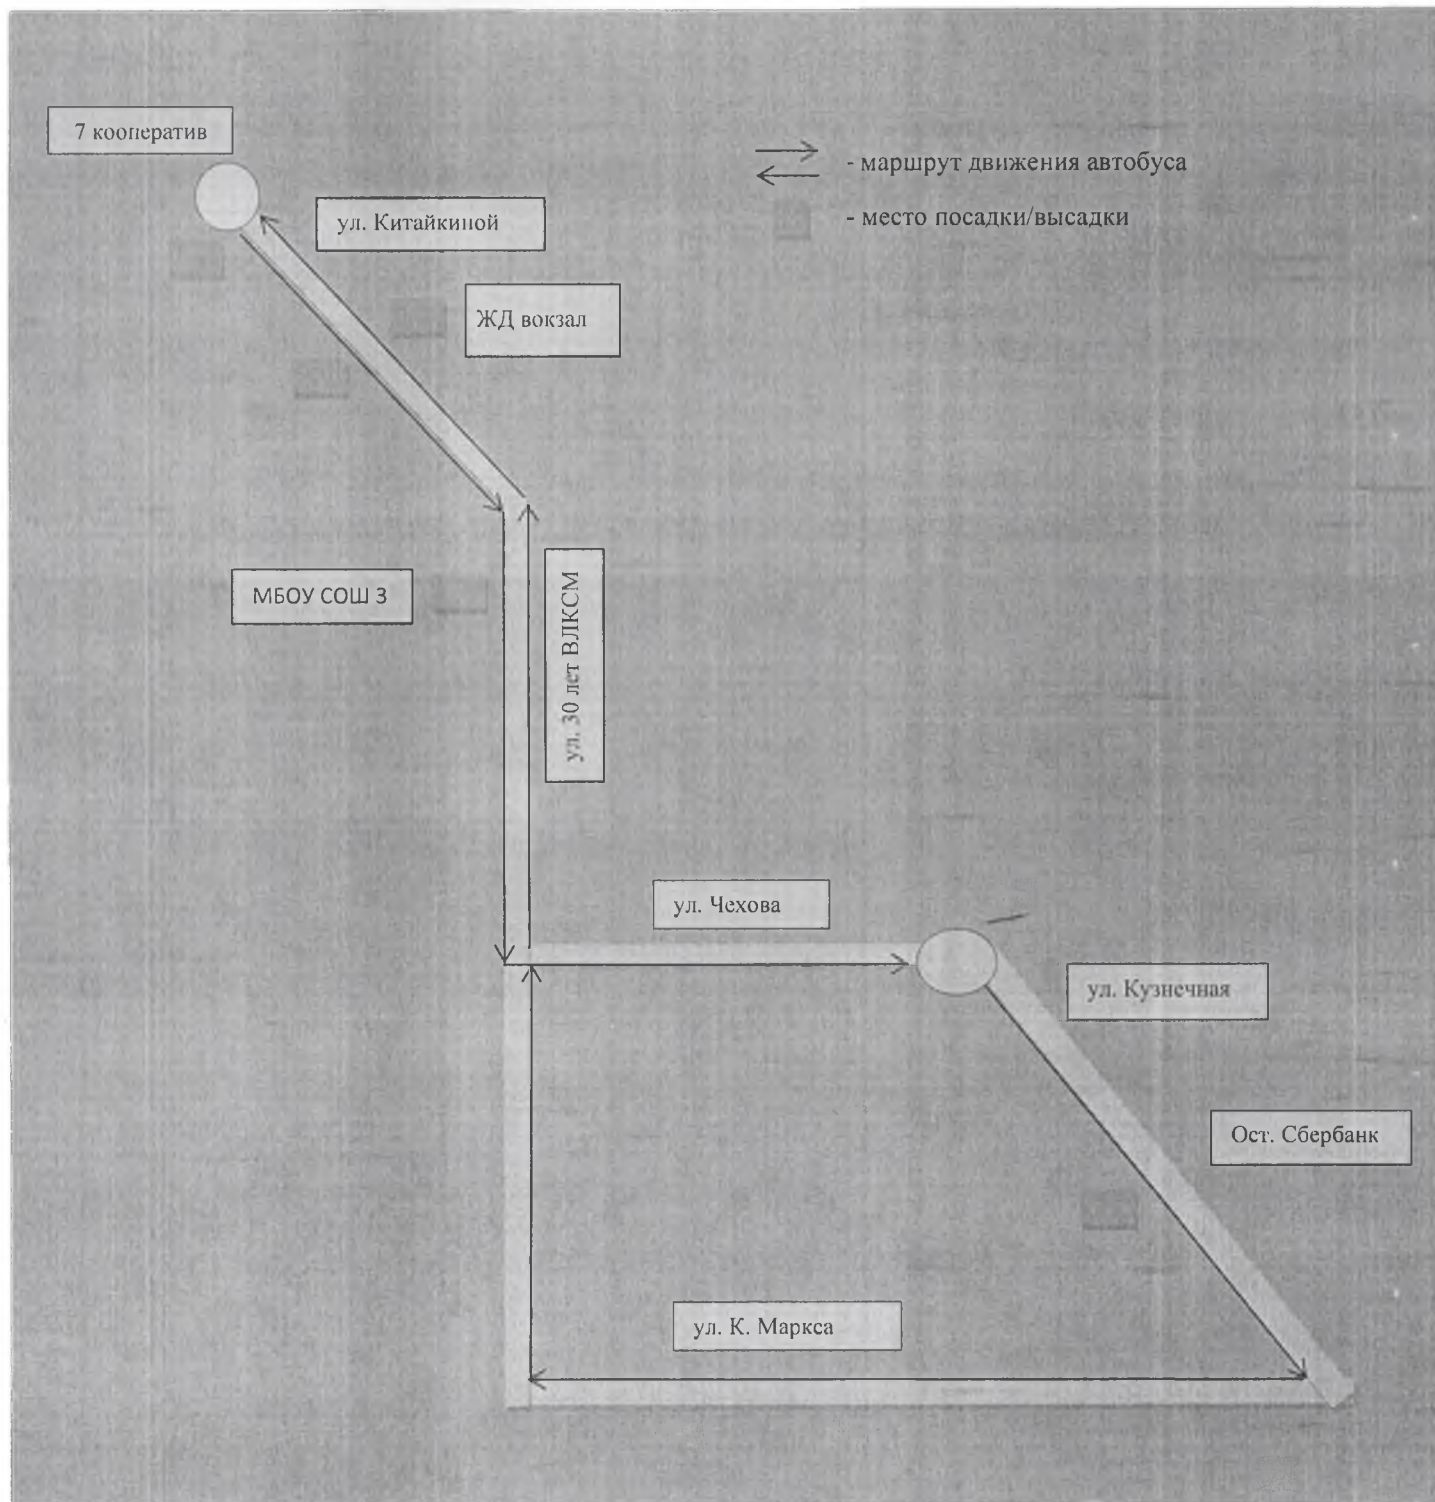 7 кооператив
- маршрут движения автобуса
ул. Китайкиной
- место посадки/высадки
ЖД вокзал
МБОУ СОШ 3
ул. 30 лет ВЛКСМ
ул. Чехова
ул. Кузнечная
Ост. Сбербанк
ул. К. Маркса